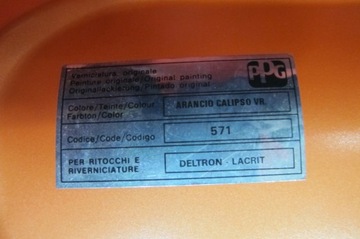 Verniciatura originale
Peinture originale/Original painting
Originallackierung/Pintado original
PPG
Colore/Teinte/Colour
Farbton/Color
ARANCIO CALIPSO VR.
Codice/Code/Codigo
571
PER RITOCCHI E
RIVERNICIATURE
DELTRON - LACRIT